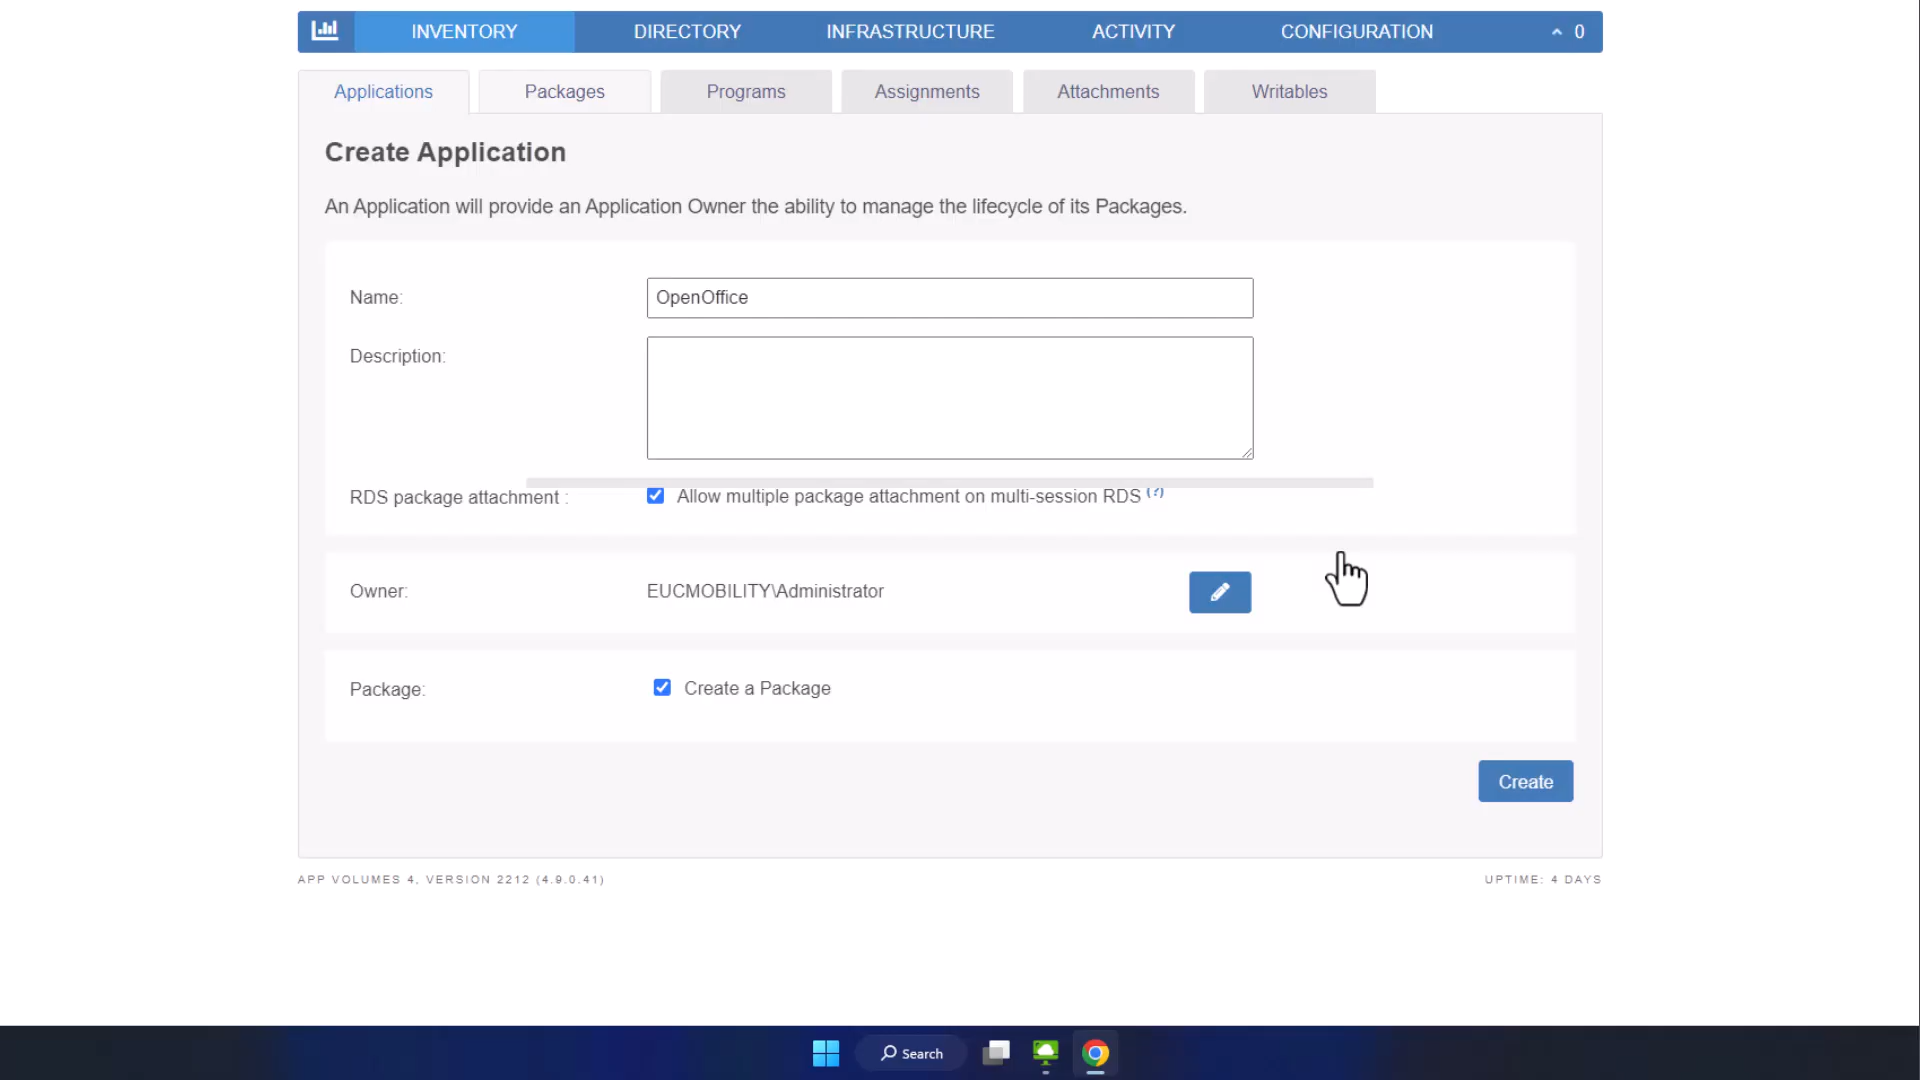 INVENTORY DIRECTORY INFRASTRUCTURE ACTIVITY CONFIGURATION 0
Applications Packages Programs Assignments Attachments Writables
Create Application
An Application will provide an Application Owner the ability to manage the lifecycle of its Packages.
Name: OpenOffice
Description:
RDS package attachment : Allow multiple package attachment on multi-session RDS (?)
Owner: EUCMOBILITY\Administrator
Package: Create a Package
Create
APP VOLUMES 4, VERSION 2212 (4.9.0.41) UPTIME: 4 DAYS
Search